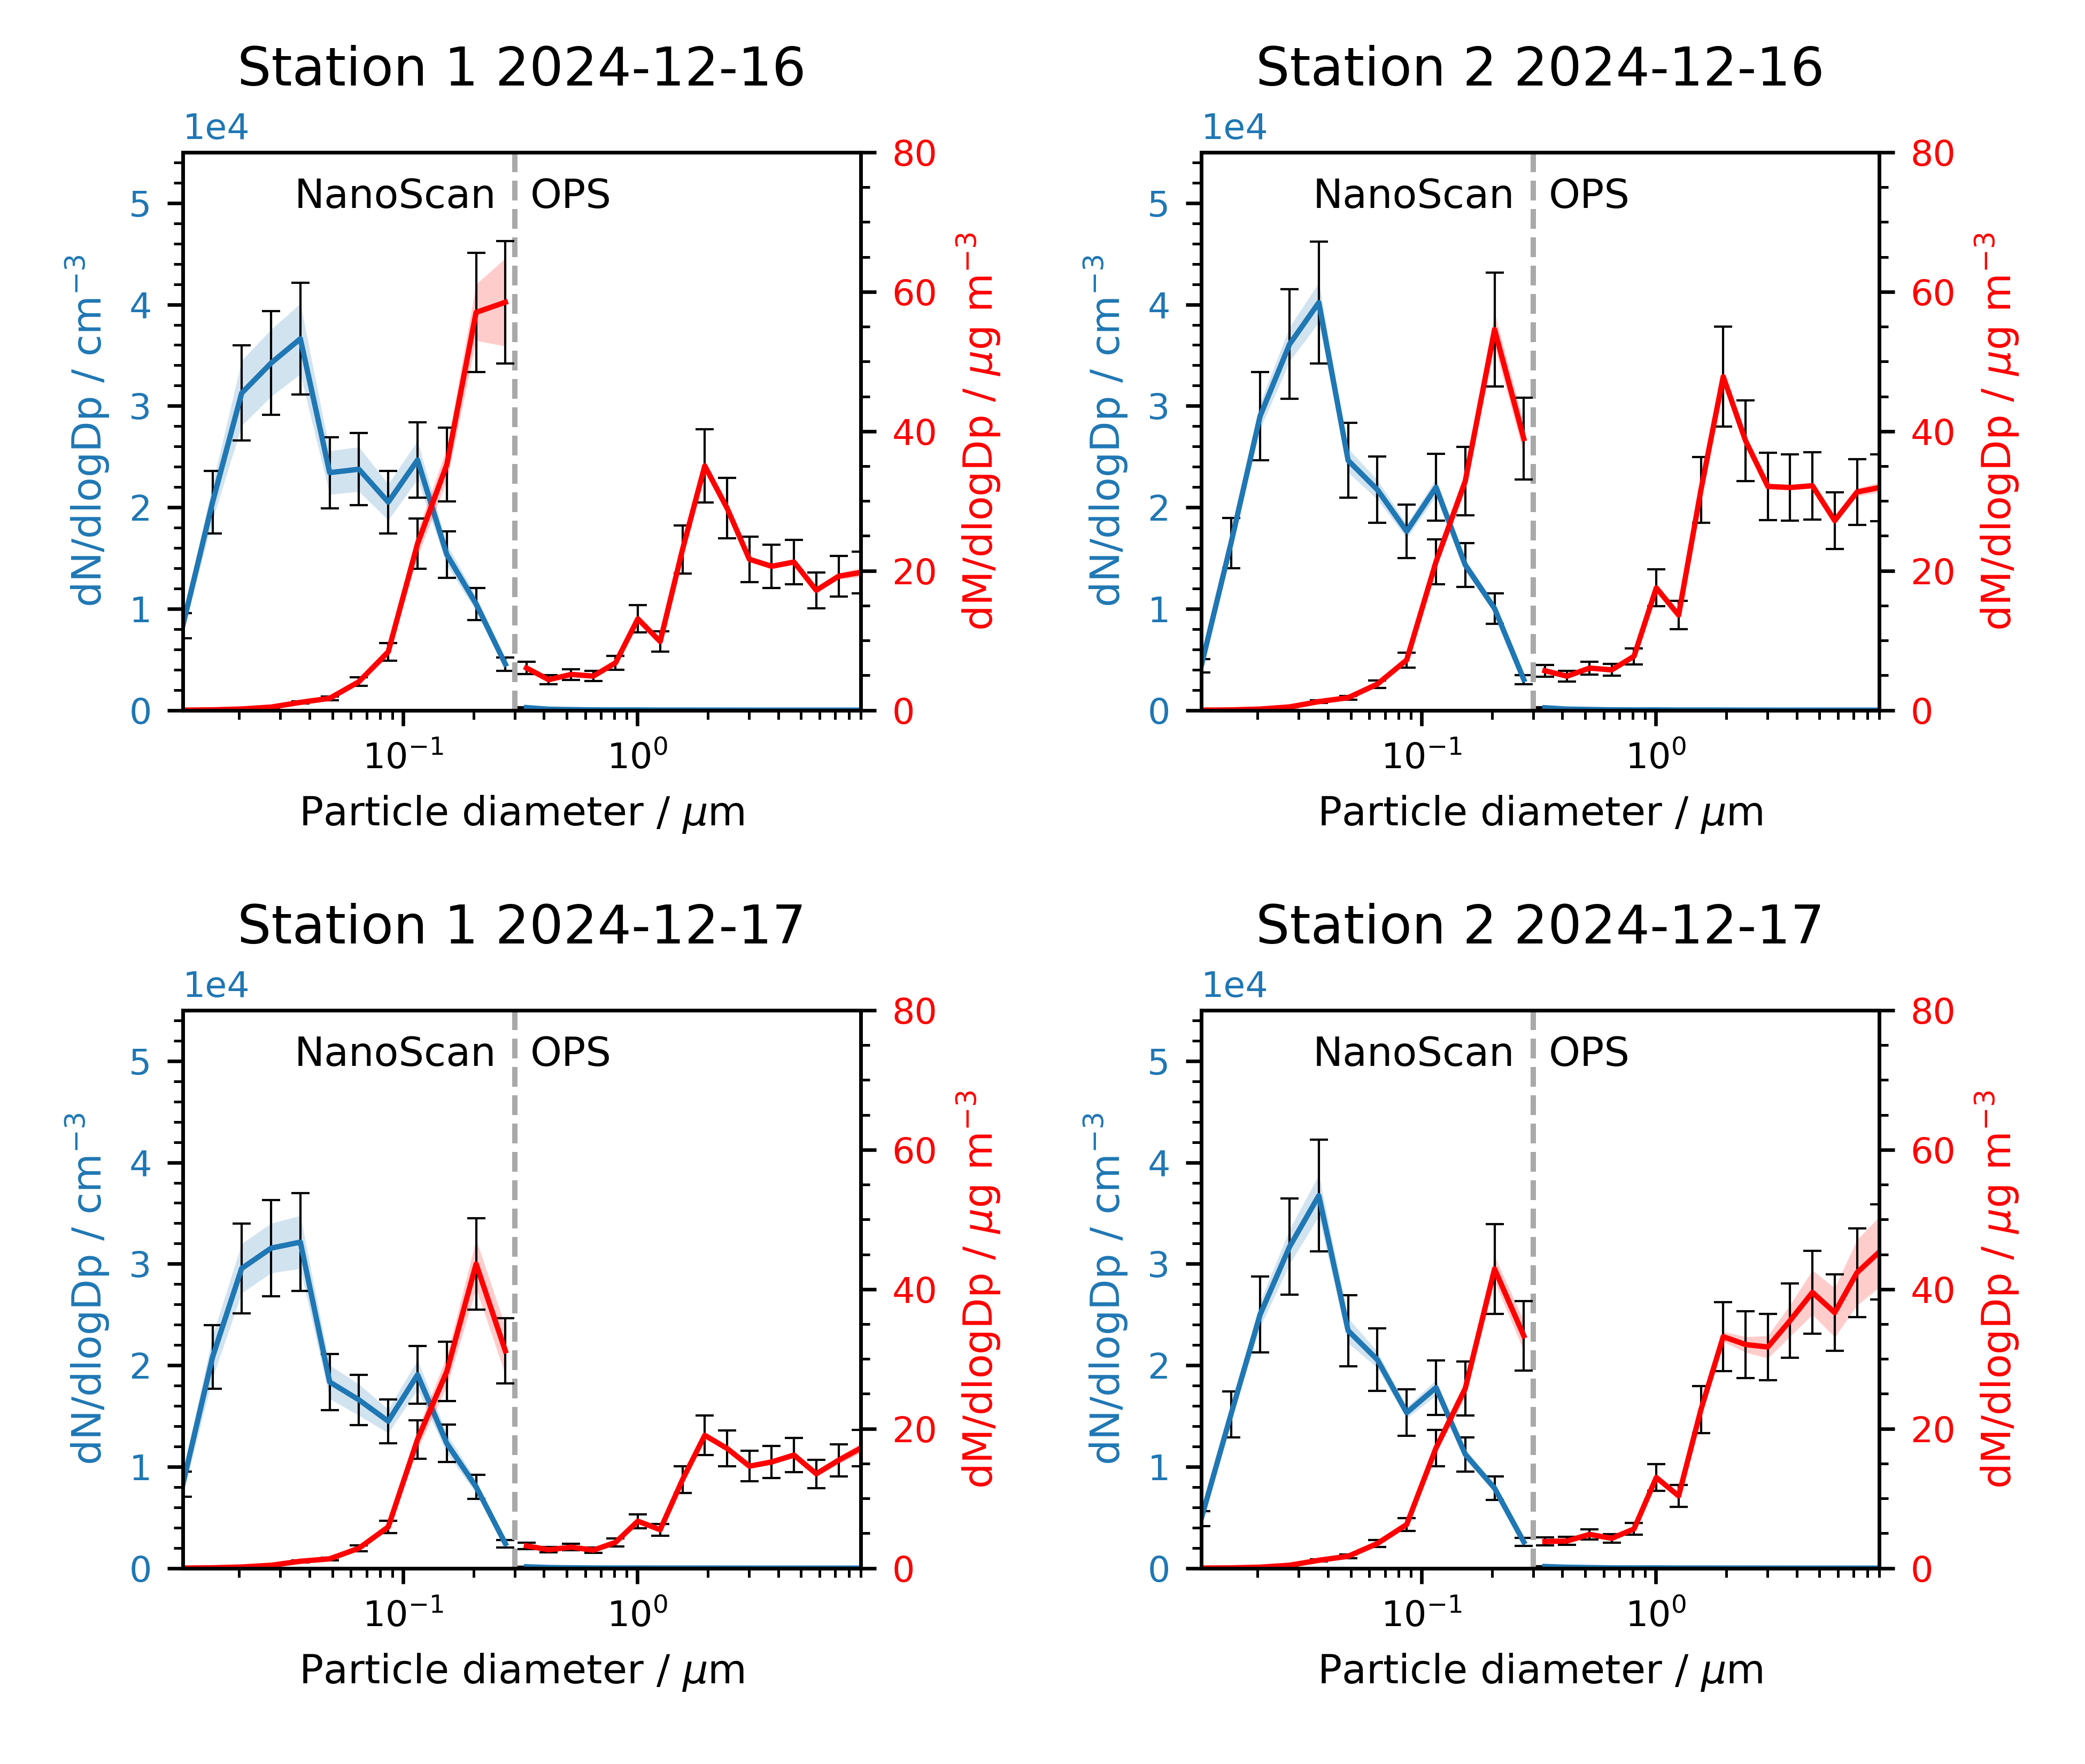 Station 1 2024-12-16
1e4
NanoScan OPS
dN/dlogDp / cm⁻³
5
4
3
2
1
0
80
60
40
20
0
dM/dlogDp / μg m⁻³
10⁻¹ 10⁰
Particle diameter / μm
Station 2 2024-12-16
1e4
NanoScan OPS
dN/dlogDp / cm⁻³
5
4
3
2
1
0
80
60
40
20
0
dM/dlogDp / μg m⁻³
10⁻¹ 10⁰
Particle diameter / μm
Station 1 2024-12-17
1e4
NanoScan OPS
dN/dlogDp / cm⁻³
5
4
3
2
1
0
80
60
40
20
0
dM/dlogDp / μg m⁻³
10⁻¹ 10⁰
Particle diameter / μm
Station 2 2024-12-17
1e4
NanoScan OPS
dN/dlogDp / cm⁻³
5
4
3
2
1
0
80
60
40
20
0
dM/dlogDp / μg m⁻³
10⁻¹ 10⁰
Particle diameter / μm